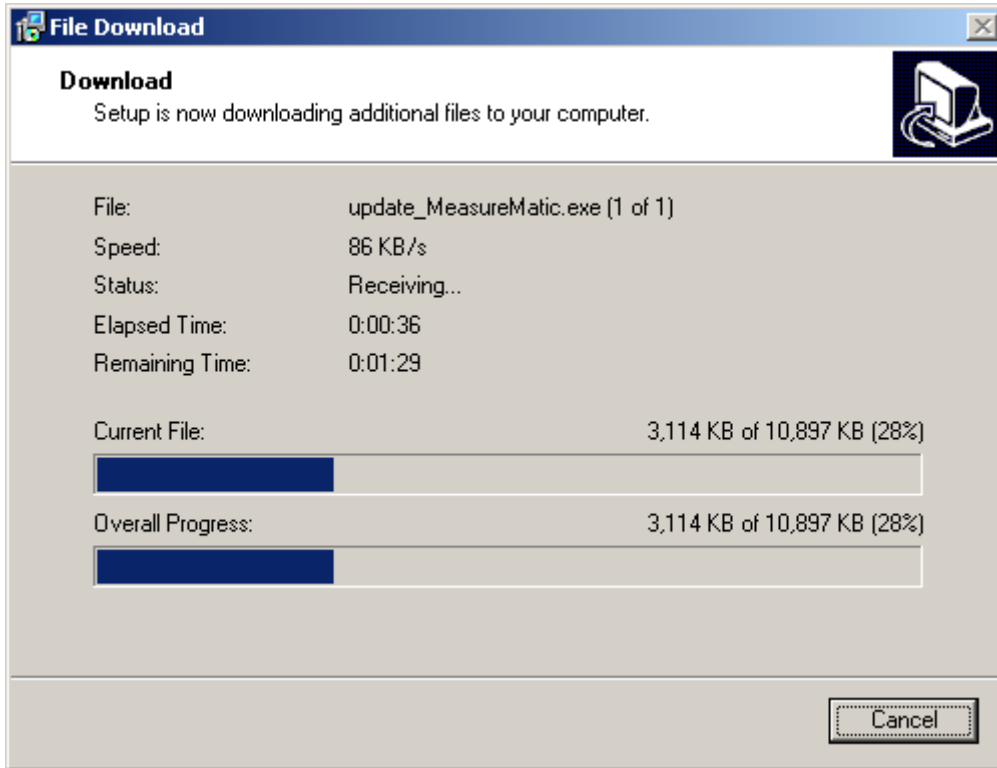 File Download
Download
Setup is now downloading additional files to your computer.
File: update_MeasureMatic.exe (1 of 1)
Speed: 86 KB/s
Status: Receiving...
Elapsed Time: 0:00:36
Remaining Time: 0:01:29
Current File: 3,114 KB of 10,897 KB (28%)
Overall Progress: 3,114 KB of 10,897 KB (28%)
Cancel